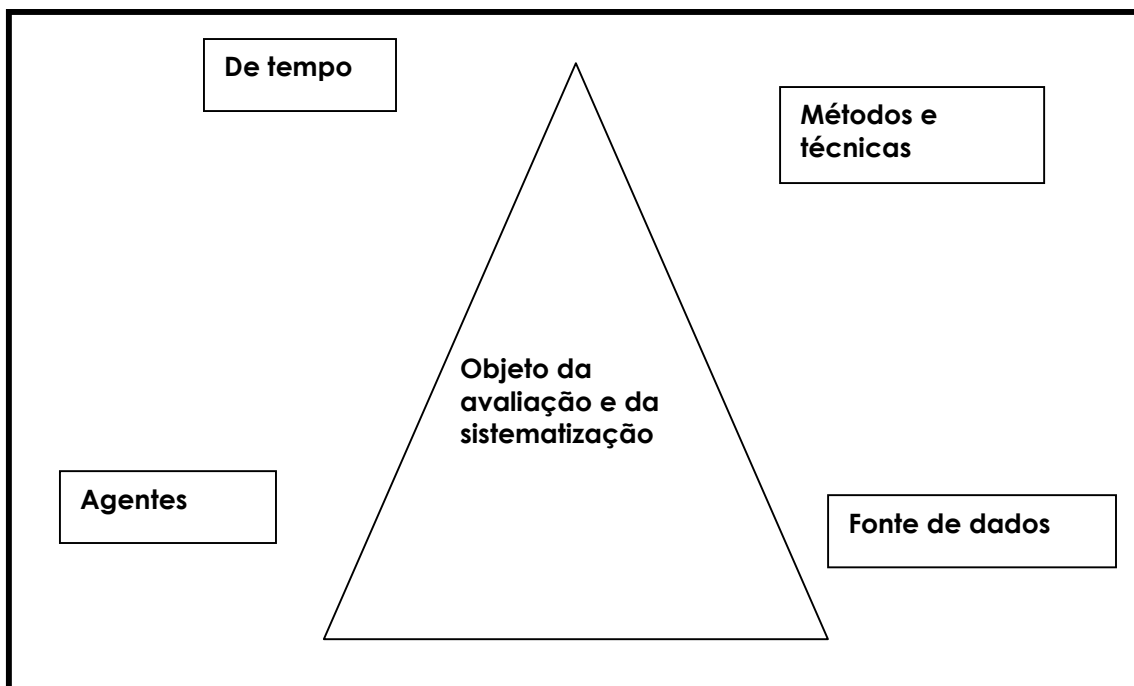 De tempo
Métodos e
técnicas
Objeto da
avaliação e da
sistematização
Agentes
Fonte de dados